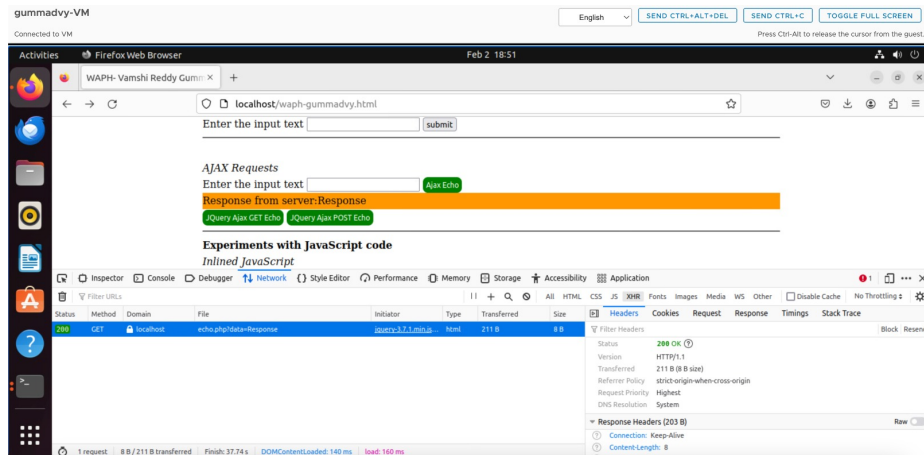 gummadvy-VM
English
SEND CTRL+ALT+DEL
SEND CTRL+C
TOGGLE FULL SCREEN
Connected to VM
Press Ctrl-Alt to release the cursor from the guest.
Activities
Firefox Web Browser
Feb 2 18:51
WAPH- Vamshi Reddy Gumm
localhost/waph-gummadvy.html
Enter the input text
submit
AJAX Requests
Enter the input text
Ajax Echo
Response from server:Response
JQuery Ajax GET Echo
JQuery Ajax POST Echo
Experiments with JavaScript code
Inlined JavaScript
Inspector
Console
Debugger
Network
Style Editor
Performance
Memory
Storage
Accessibility
Application
1
Filter URLs
All HTML CSS JS XHR Fonts Images Media WS Other
Disable Cache
No Throttling
Status Method Domain File Initiator Type Transferred Size
200 GET localhost echo.php?data=Response jquery-3.7.1.min.js... html 211 B 8 B
Headers Cookies Request Response Timings Stack Trace
Filter Headers
Block Resend
Status 200 OK
Version HTTP/1.1
Transferred 211 B (8 B size)
Referrer Policy strict-origin-when-cross-origin
Request Priority Highest
DNS Resolution System
Response Headers (203 B)
Raw
Connection: Keep-Alive
Content-Length: 8
1 request
8 B / 211 B transferred
Finish: 37.74 s
DOMContentLoaded: 140 ms
load: 160 ms